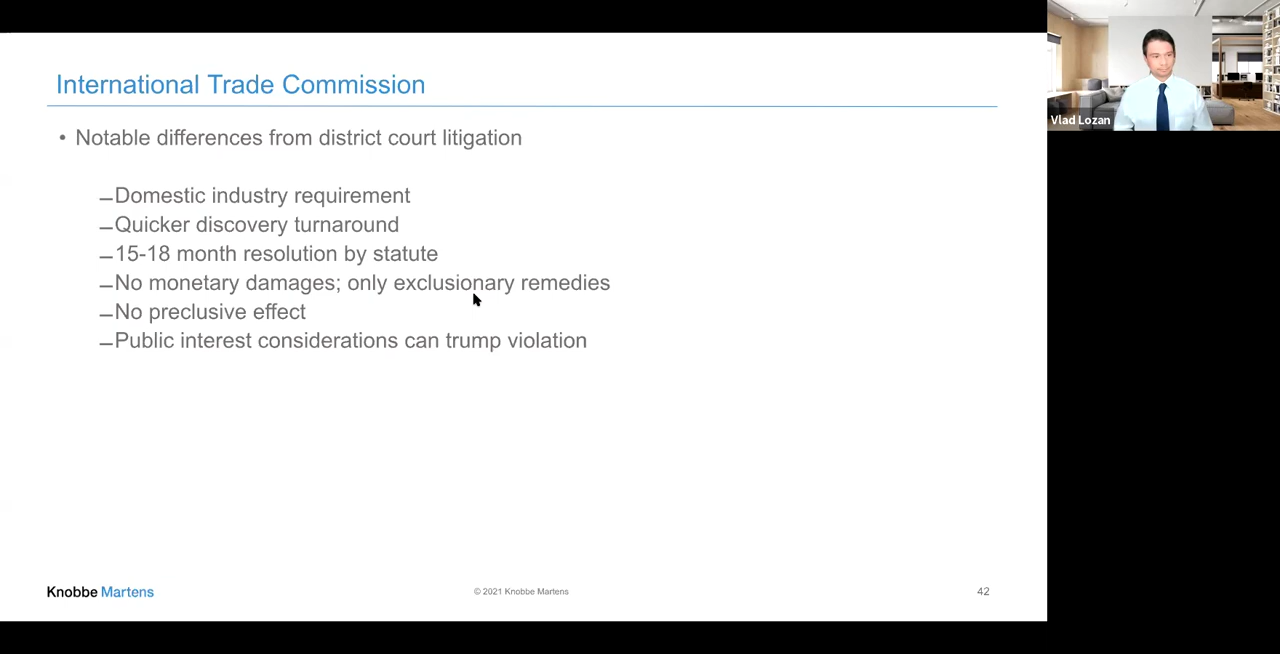 International Trade Commission
• Notable differences from district court litigation
–Domestic industry requirement
–Quicker discovery turnaround
–15-18 month resolution by statute
–No monetary damages; only exclusionary remedies
–No preclusive effect
–Public interest considerations can trump violation
Knobbe Martens
© 2021 Knobbe Martens
42
Vlad Lozan